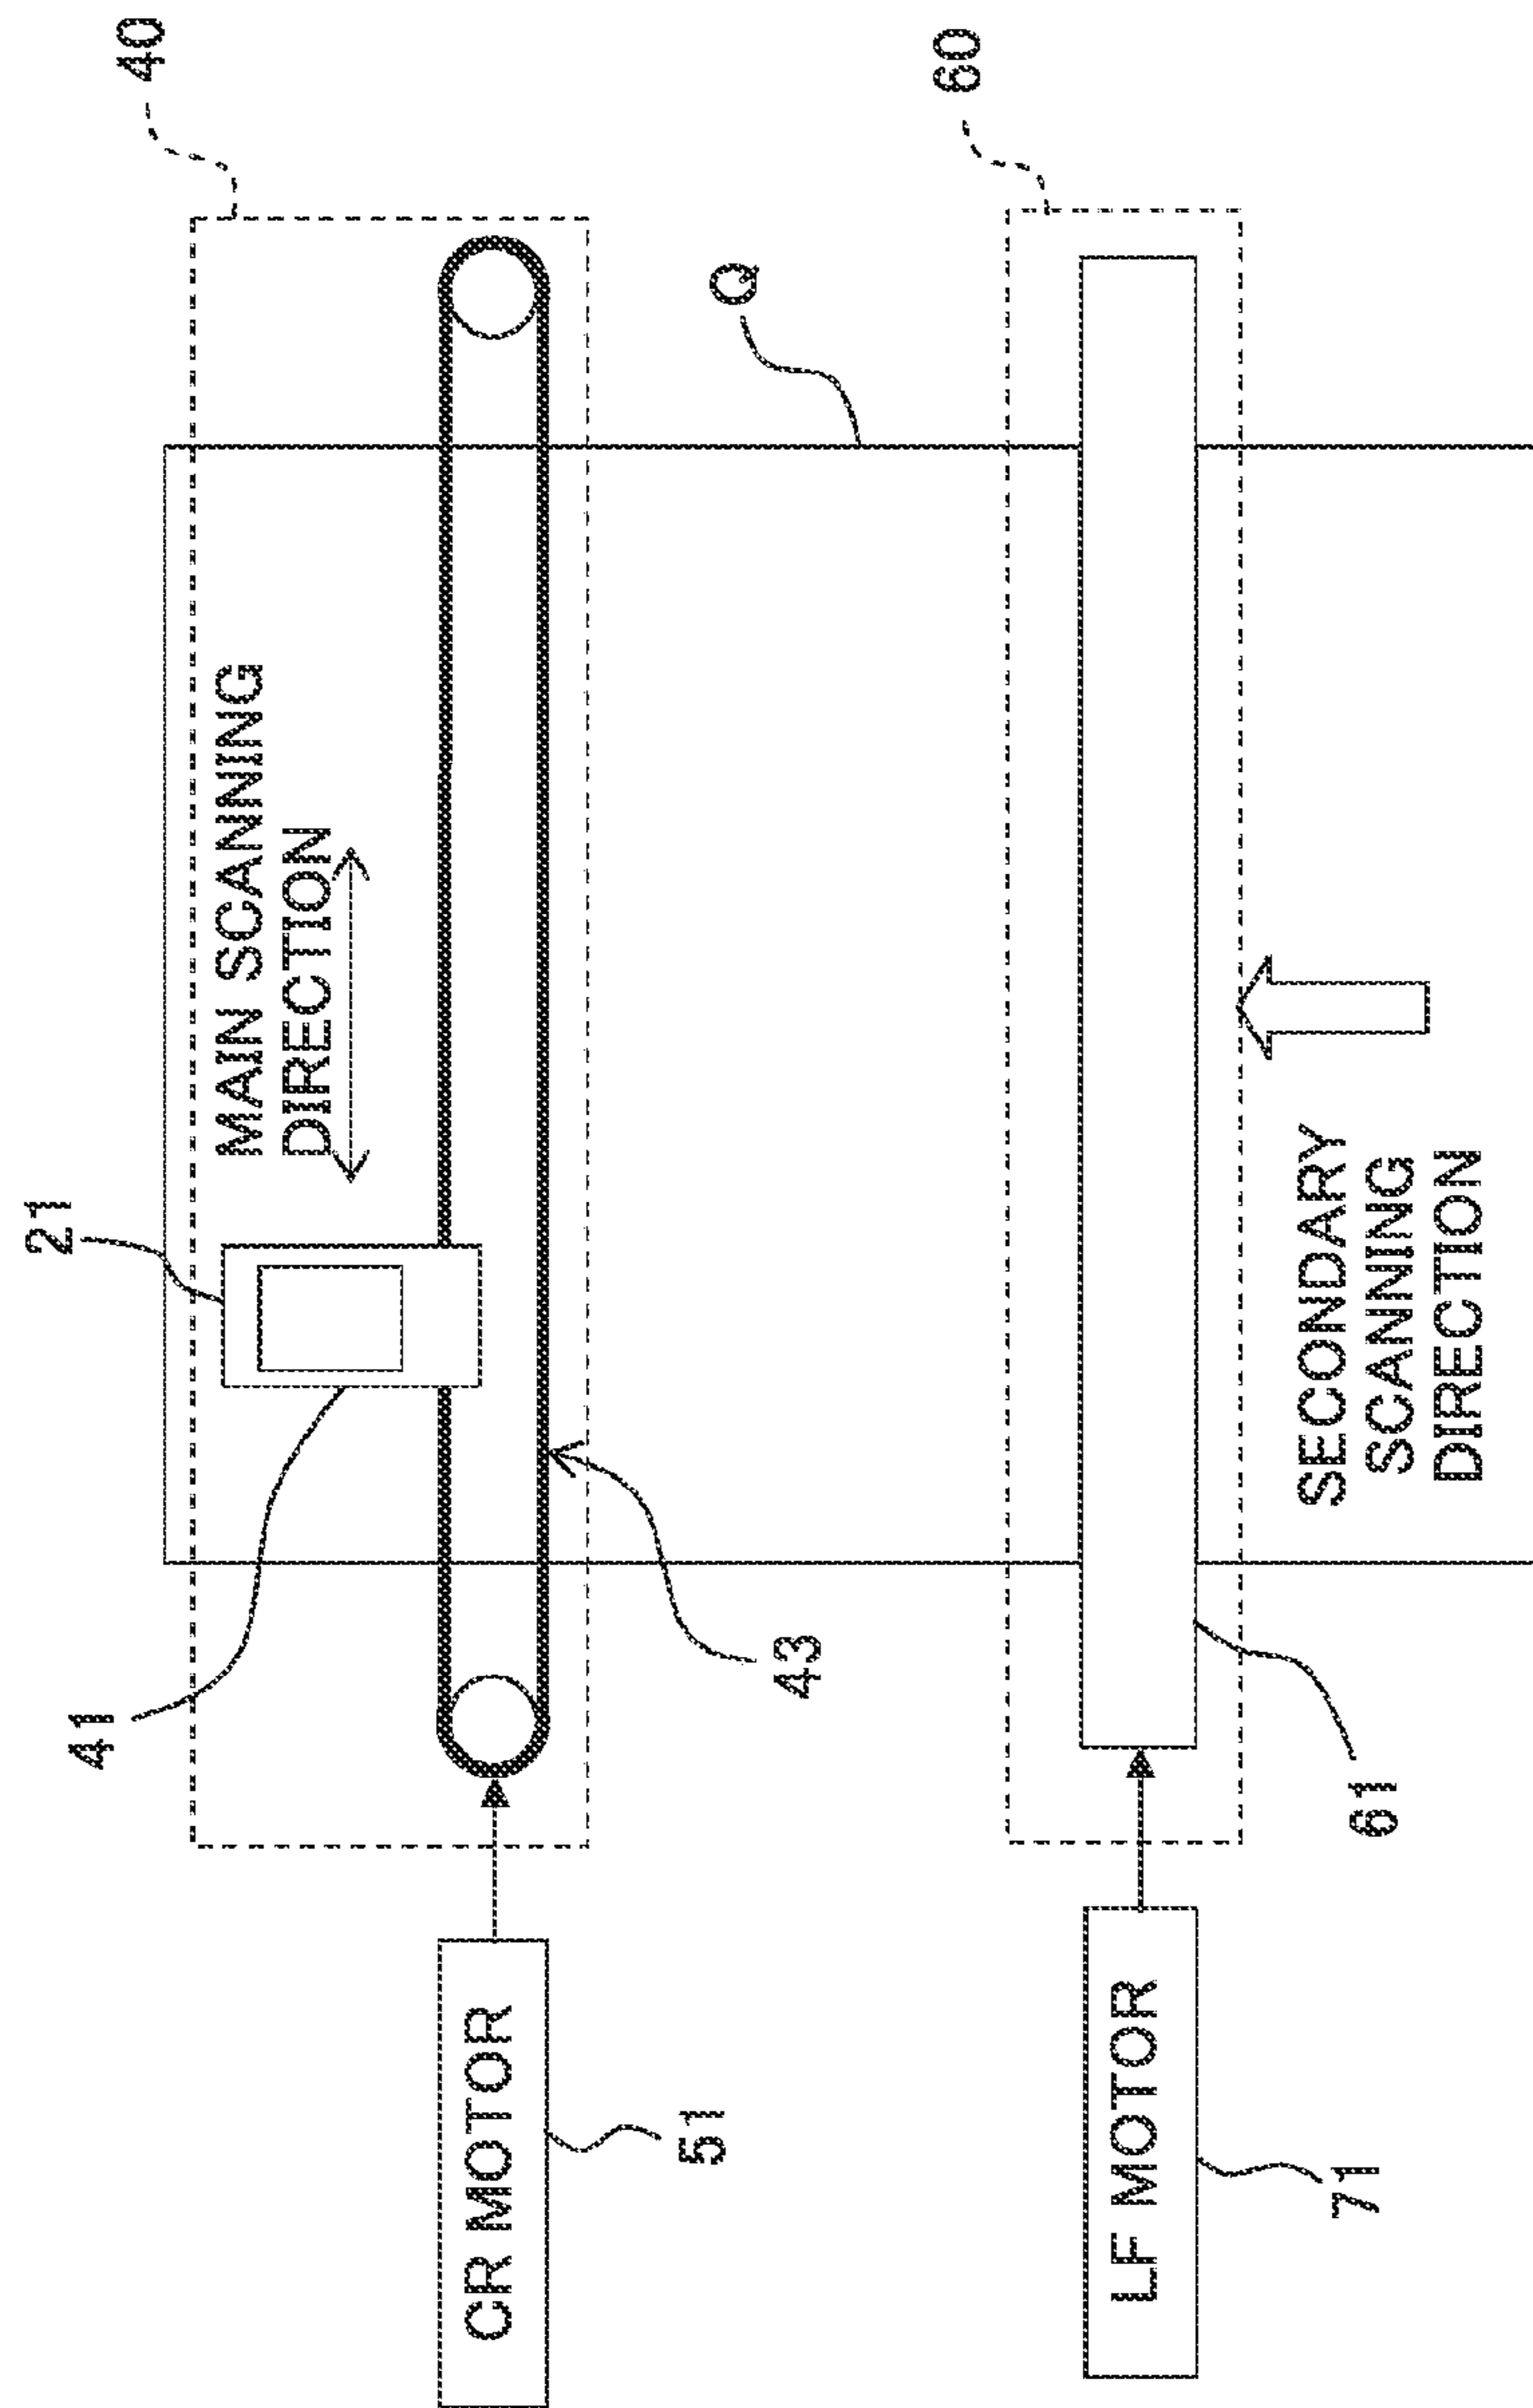 40
60
Q
MAIN SCANNING
DIRECTION
21
41
43
SECONDARY
SCANNING
DIRECTION
61
CR MOTOR
51
LF MOTOR
71